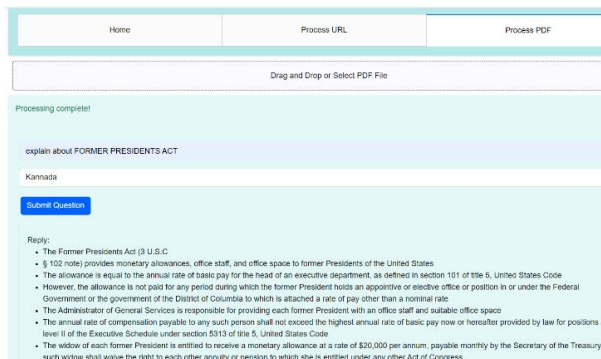 Home Process URL Process PDF
Drag and Drop or Select PDF File
Processing complete!
explain about FORMER PRESIDENTS ACT
Kannada
Submit Question
Reply:
• The Former Presidents Act (3 U.S.C
• § 102 note) provides monetary allowances, office staff, and office space to former Presidents of the United States
• The allowance is equal to the annual rate of basic pay for the head of an executive department, as defined in section 101 of title 5, United States Code
• However, the allowance is not paid for any period during which the former President holds an appointive or elective office or position in or under the Federal
Government or the government of the District of Columbia to which is attached a rate of pay other than a nominal rate
• The Administrator of General Services is responsible for providing each former President with an office staff and suitable office space
• The annual rate of compensation payable to any such person shall not exceed the highest annual rate of basic pay now or hereafter provided by law for positions
level II of the Executive Schedule under section 5313 of title 5, United States Code
• The widow of each former President is entitled to receive a monetary allowance at a rate of $20,000 per annum, payable monthly by the Secretary of the Treasury
such widow shall waive the right to each other annuity or pension to which she is entitled under any other Act of Congress